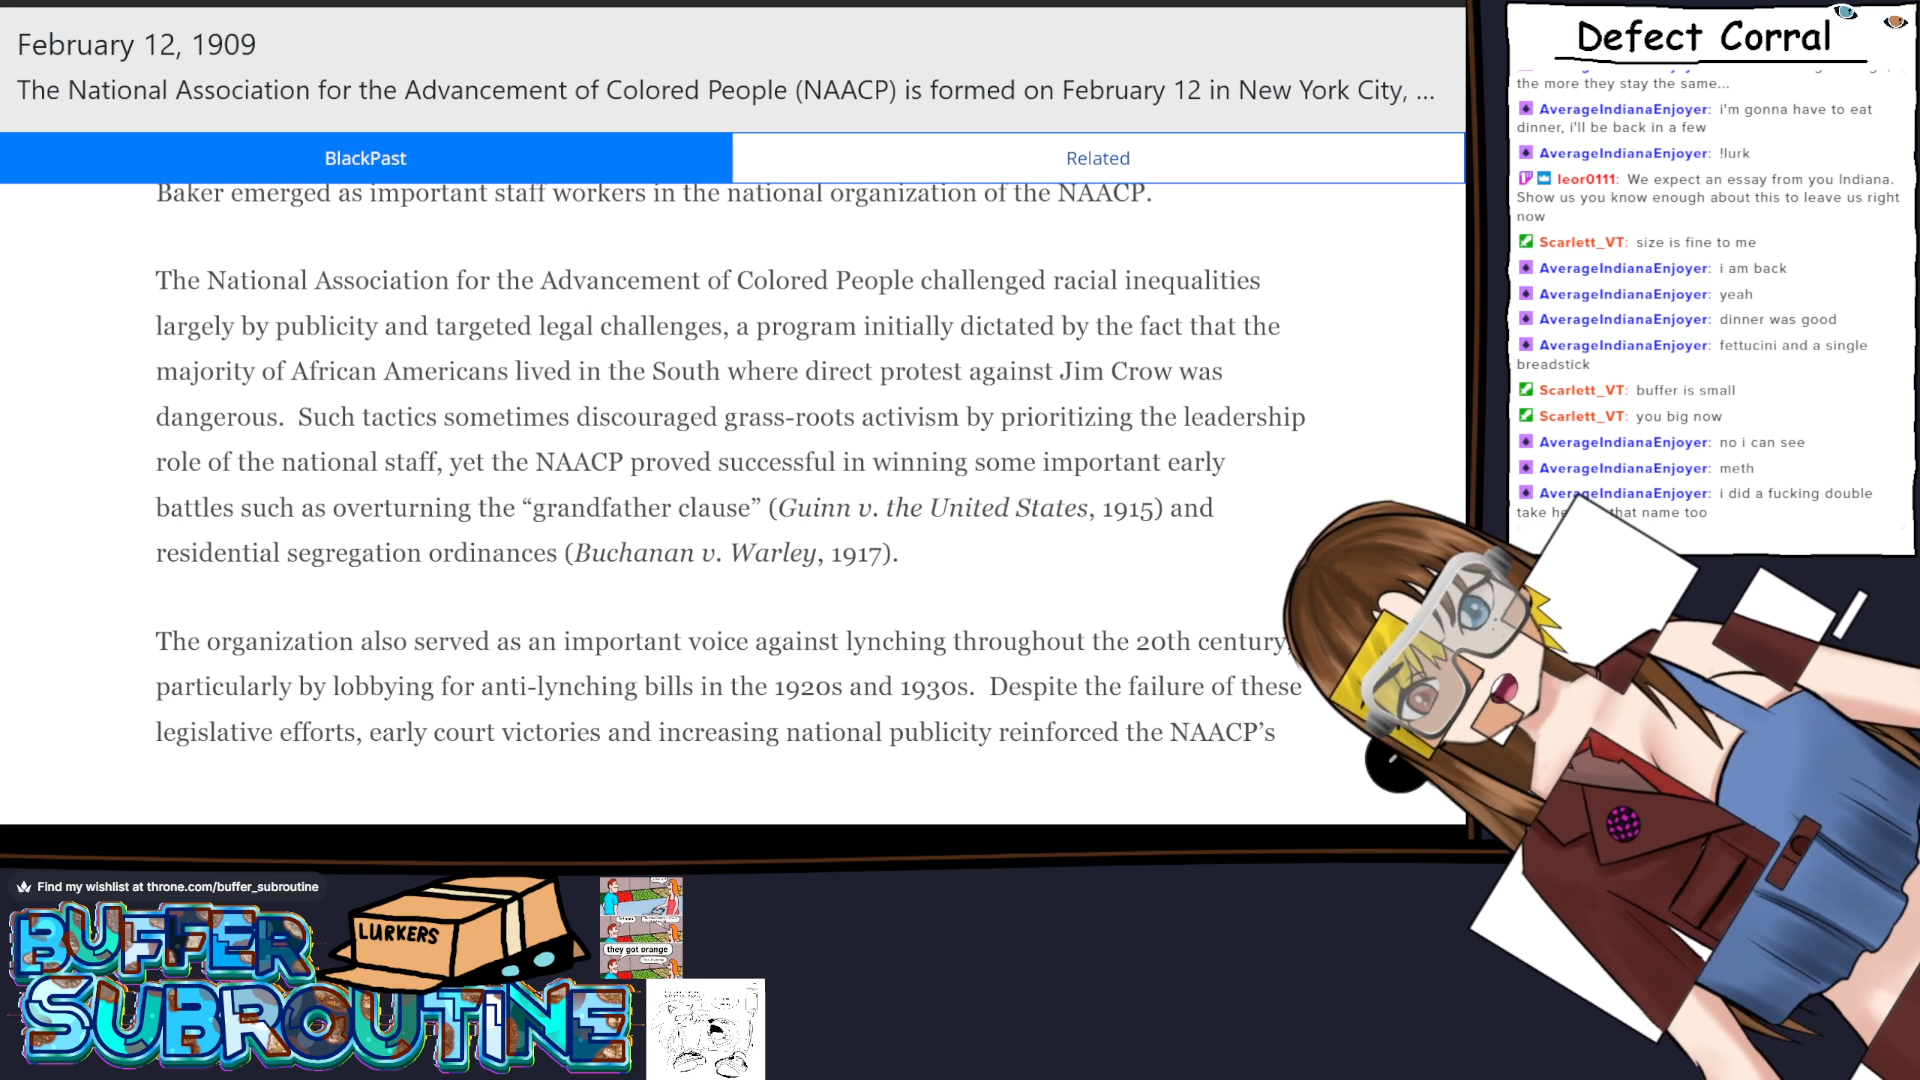 February 12, 1909
The National Association for the Advancement of Colored People (NAACP) is formed on February 12 in New York City, ...
BlackPast
Related
Baker emerged as important staff workers in the national organization of the NAACP.
The National Association for the Advancement of Colored People challenged racial inequalities
largely by publicity and targeted legal challenges, a program initially dictated by the fact that the
majority of African Americans lived in the South where direct protest against Jim Crow was
dangerous.  Such tactics sometimes discouraged grass-roots activism by prioritizing the leadership
role of the national staff, yet the NAACP proved successful in winning some important early
battles such as overturning the “grandfather clause” (Guinn v. the United States, 1915) and
residential segregation ordinances (Buchanan v. Warley, 1917).
The organization also served as an important voice against lynching throughout the 20th century,
particularly by lobbying for anti-lynching bills in the 1920s and 1930s.  Despite the failure of these
legislative efforts, early court victories and increasing national publicity reinforced the NAACP’s
Defect Corral
the more they stay the same...
AverageIndianaEnjoyer: i'm gonna have to eat
dinner, i'll be back in a few
AverageIndianaEnjoyer: !lurk
leor0111: We expect an essay from you Indiana.
Show us you know enough about this to leave us right
now
Scarlett_VT: size is fine to me
AverageIndianaEnjoyer: i am back
AverageIndianaEnjoyer: yeah
AverageIndianaEnjoyer: dinner was good
AverageIndianaEnjoyer: fettucini and a single
breadstick
Scarlett_VT: buffer is small
Scarlett_VT: you big now
AverageIndianaEnjoyer: no i can see
AverageIndianaEnjoyer: meth
AverageIndianaEnjoyer: i did a fucking double
take that name too
Find my wishlist at throne.com/buffer_subroutine
BUFFER
SUBROUTINE
LURKERS
they got orange